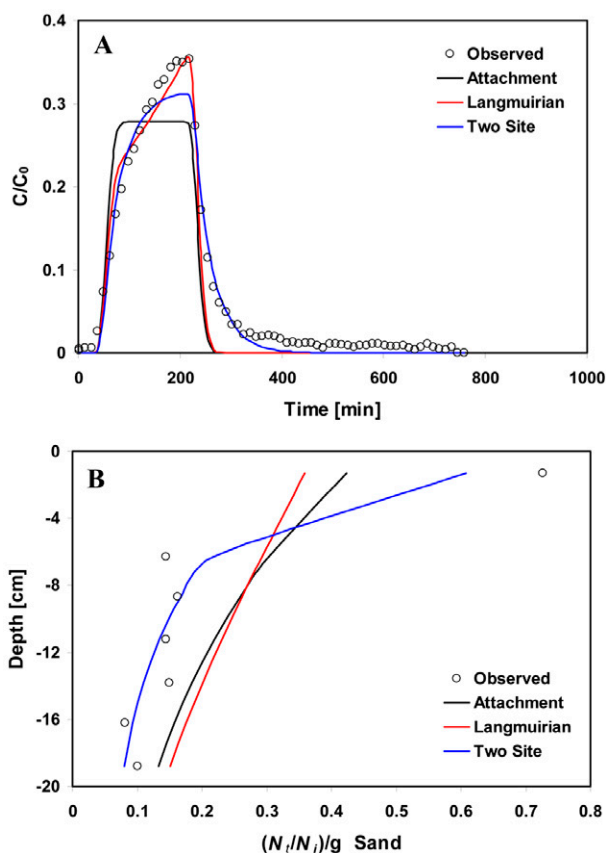 A
0.4
0.3
0.2
0.1
0
C/C0
Observed
Attachment
Langmuirian
Two Site
0 200 400 600 800 1000
Time [min]
B
0
-4
-8
-12
-16
-20
Depth [cm]
Observed
Attachment
Langmuirian
Two Site
0 0.1 0.2 0.3 0.4 0.5 0.6 0.7 0.8
(Nt/Ni)/g Sand